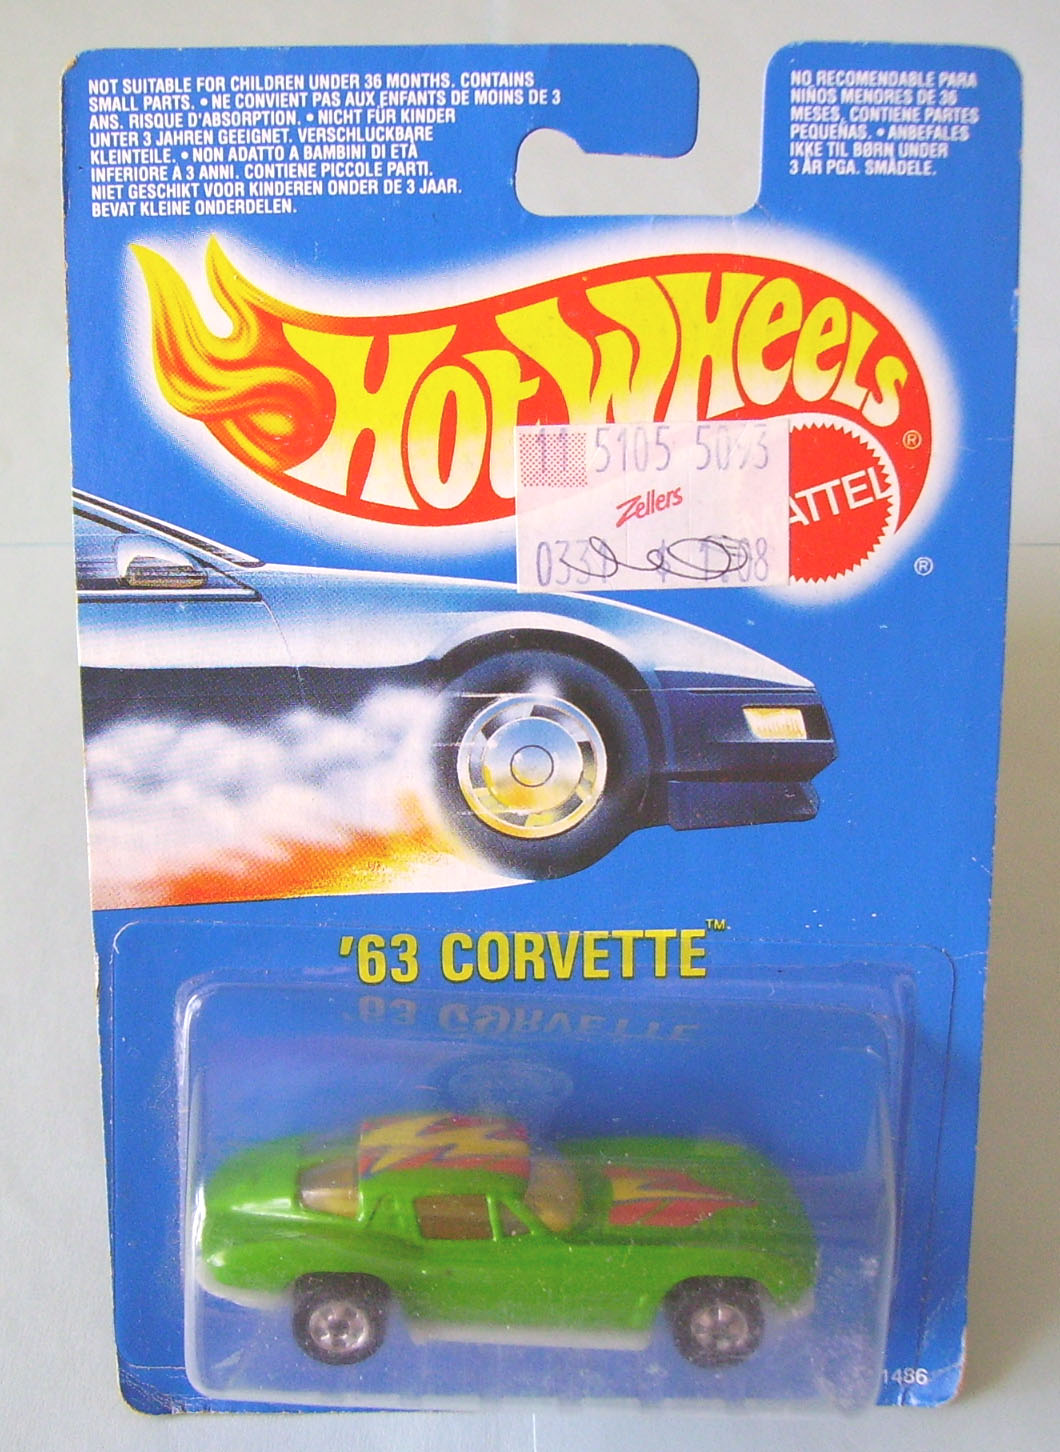 NOT SUITABLE FOR CHILDREN UNDER 36 MONTHS. CONTAINS
SMALL PARTS. • NE CONVIENT PAS AUX ENFANTS DE MOINS DE 3
ANS. RISQUE D'ABSORPTION. • NICHT FÜR KINDER
UNTER 3 JAHREN GEEIGNET. VERSCHLUCKBARE
KLEINTEILE. • NON ADATTO A BAMBINI DI ETÀ
INFERIORE A 3 ANNI. CONTIENE PICCOLE PARTI.
NIET GESCHIKT VOOR KINDEREN ONDER DE 3 JAAR.
BEVAT KLEINE ONDERDELEN.
NO RECOMENDABLE PARA
NIÑOS MENORES DE 36
MESES. CONTIENE PARTES
PEQUEÑAS. • ANBEFALES
IKKE TIL BØRN UNDER
3 ÅR PGA. SMÅDELE.
HOT WHEELS ®
11 5105 5093
Zellers
ATTEL
®
'63 CORVETTE™
1486